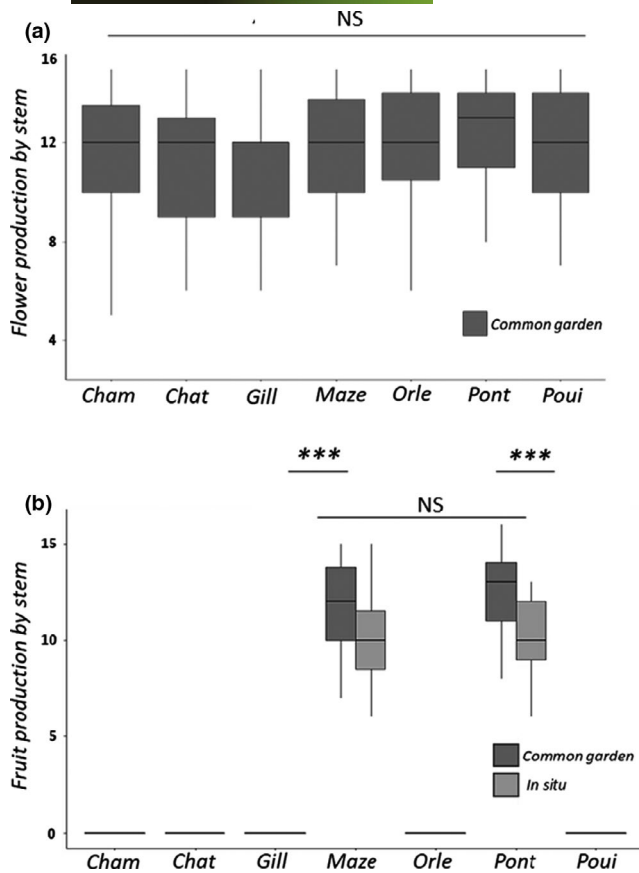 (a)
NS
Flower production by stem
16
12
8
4
Common garden
Cham Chat Gill Maze Orle Pont Poui
(b)
*** ***
NS
Fruit production by stem
15
10
5
0
Common garden
In situ
Cham Chat Gill Maze Orle Pont Poui